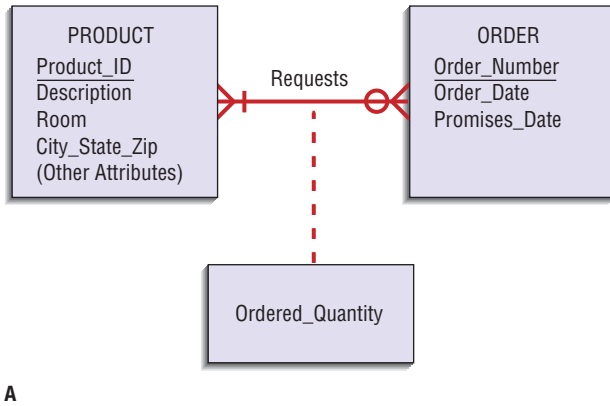 PRODUCT
Product_ID
Description
Room
City_State_Zip
(Other Attributes)
Requests
ORDER
Order_Number
Order_Date
Promises_Date
Ordered_Quantity
A